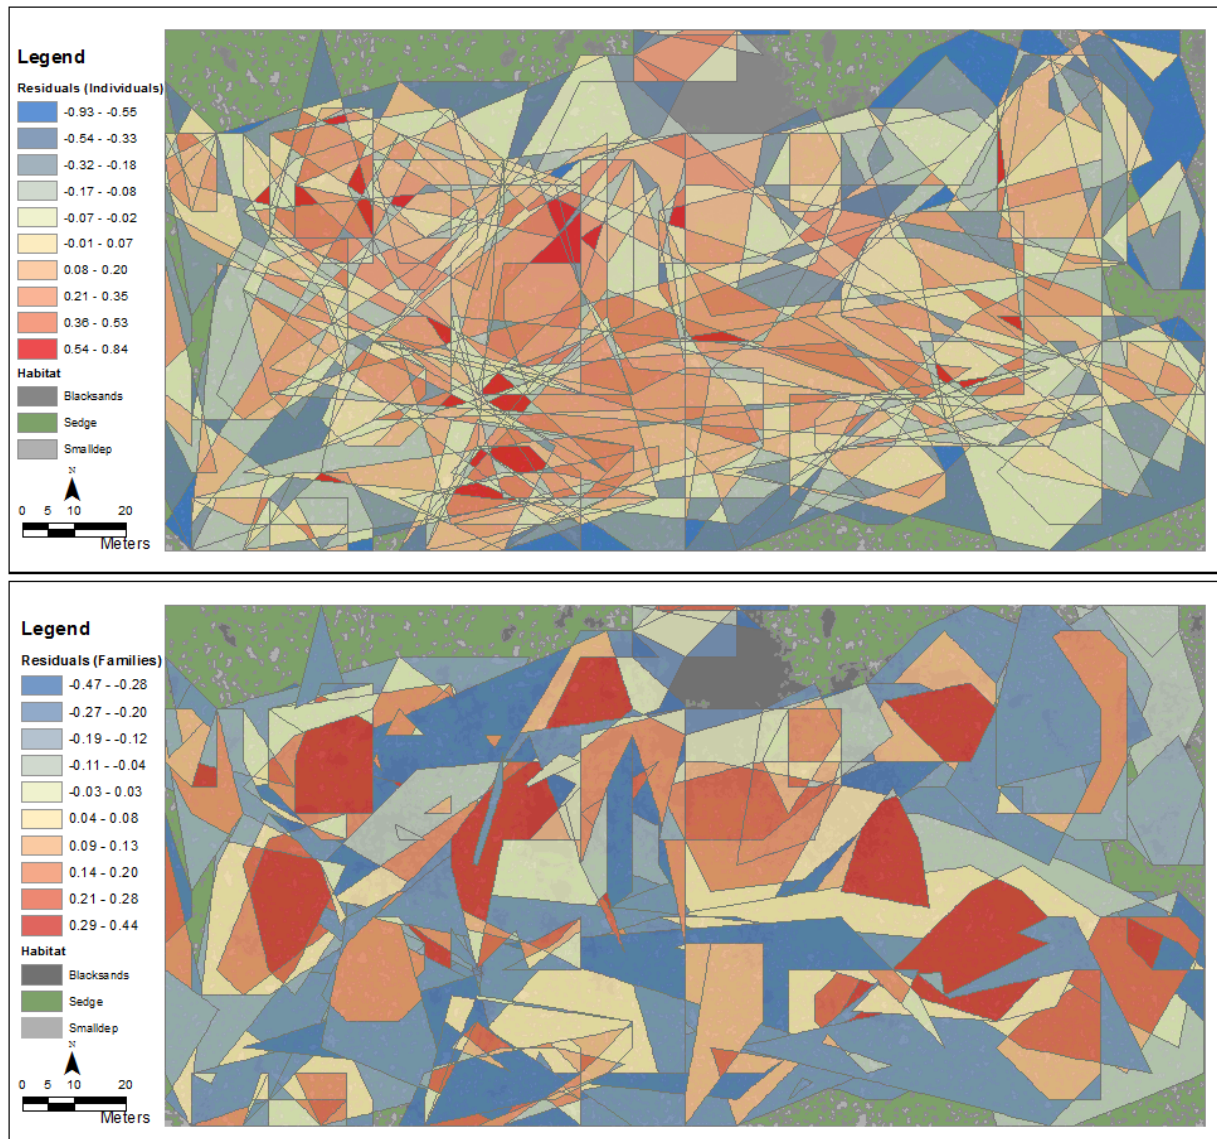 Legend
Residuals (Individuals)
-0.93 - -0.55
-0.54 - -0.33
-0.32 - -0.18
-0.17 - -0.08
-0.07 - -0.02
-0.01 - 0.07
0.08 - 0.20
0.21 - 0.35
0.36 - 0.53
0.54 - 0.84
Habitat
Blacksands
Sedge
Smalldep
N
0 5 10 20
Meters
Legend
Residuals (Families)
-0.47 - -0.28
-0.27 - -0.20
-0.19 - -0.12
-0.11 - -0.04
-0.03 - 0.03
0.04 - 0.08
0.09 - 0.13
0.14 - 0.20
0.21 - 0.28
0.29 - 0.44
Habitat
Blacksands
Sedge
Smalldep
N
0 5 10 20
Meters